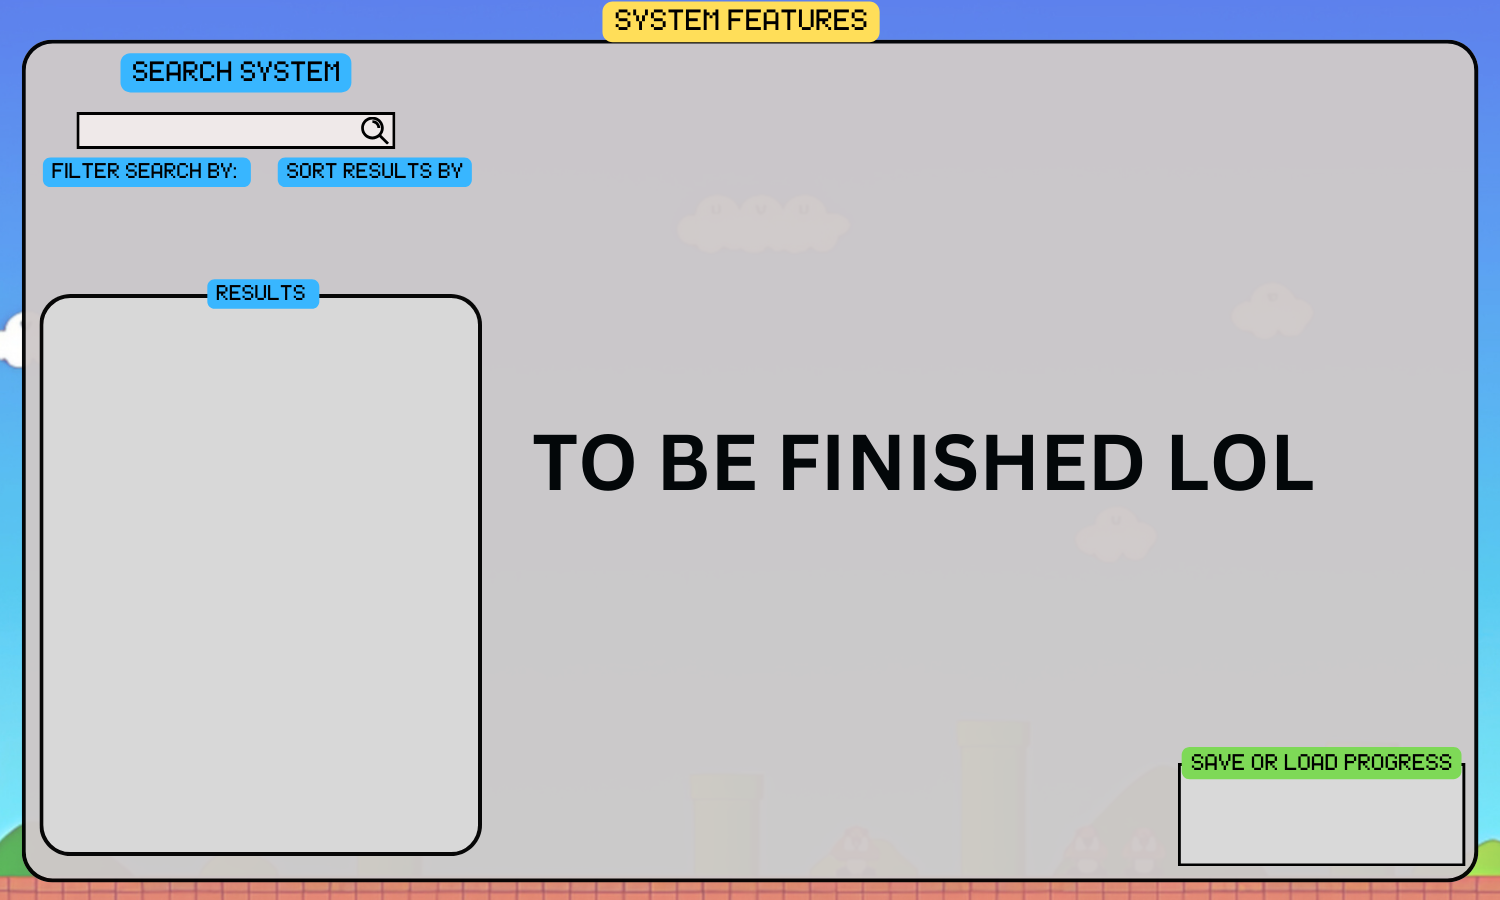 SYSTEM FEATURES
SEARCH SYSTEM
FILTER SEARCH BY:
SORT RESULTS BY
RESULTS
TO BE FINISHED LOL
SAVE OR LOAD PROGRESS